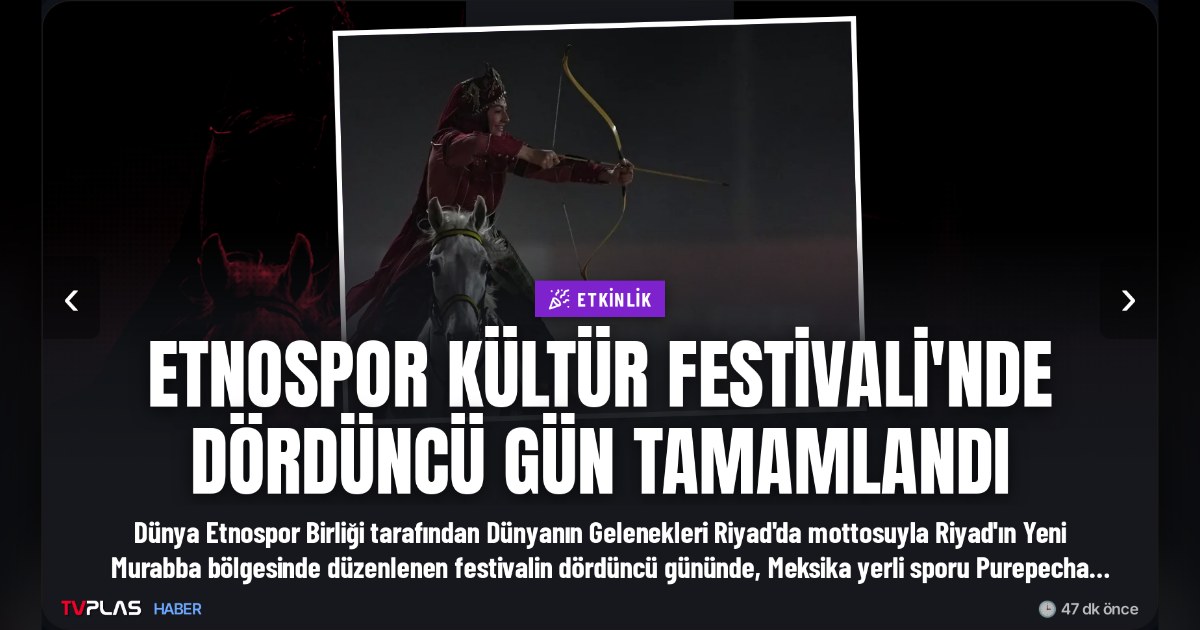 ETKİNLİK
ETNOSPOR KÜLTÜR FESTİVALİ'NDE
DÖRDÜNCÜ GÜN TAMAMLANDI
Dünya Etnospor Birliği tarafından Dünyanın Gelenekleri Riyad'da mottosuyla Riyad'ın Yeni
Murabba bölgesinde düzenlenen festivalin dördüncü gününde, Meksika yerli sporu Purepecha...
TVPLAS HABER
47 dk önce